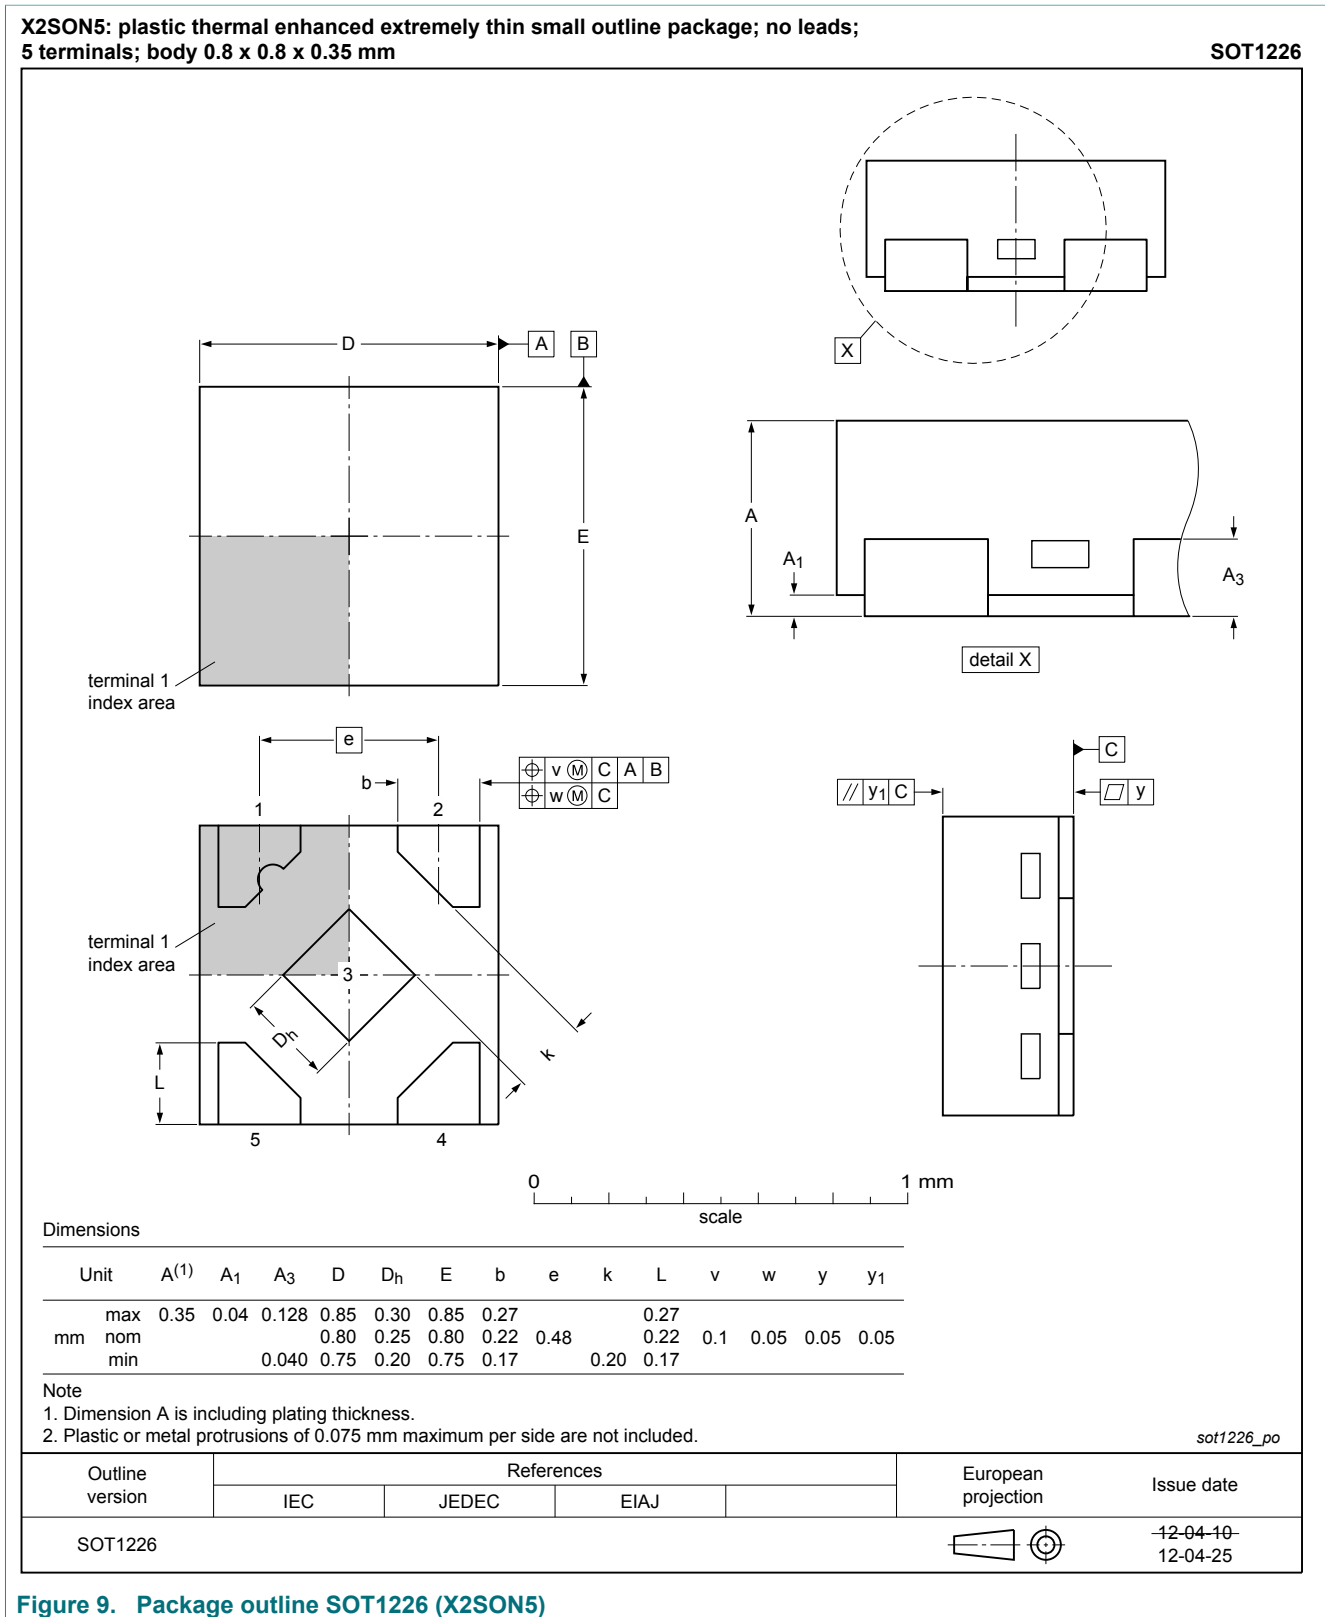 X2SON5: plastic thermal enhanced extremely thin small outline package; no leads;
5 terminals; body 0.8 x 0.8 x 0.35 mm SOT1226
X
D A B
E
terminal 1
index area
A
A1
A3
detail X
e
b
v M C A B
w M C
1 2
terminal 1
index area
3
Dh
k
L
5 4
C
// y1 C
y
0 1 mm
scale
Dimensions
Unit A(1) A1 A3 D Dh E b e k L v w y y1
max 0.35 0.04 0.128 0.85 0.30 0.85 0.27 0.27
mm nom 0.80 0.25 0.80 0.22 0.48 0.22 0.1 0.05 0.05 0.05
min 0.040 0.75 0.20 0.75 0.17 0.20 0.17
Note
1. Dimension A is including plating thickness.
2. Plastic or metal protrusions of 0.075 mm maximum per side are not included.
sot1226_po
Outline version References European projection Issue date
IEC JEDEC EIAJ
SOT1226 12-04-10
12-04-25
Figure 9. Package outline SOT1226 (X2SON5)